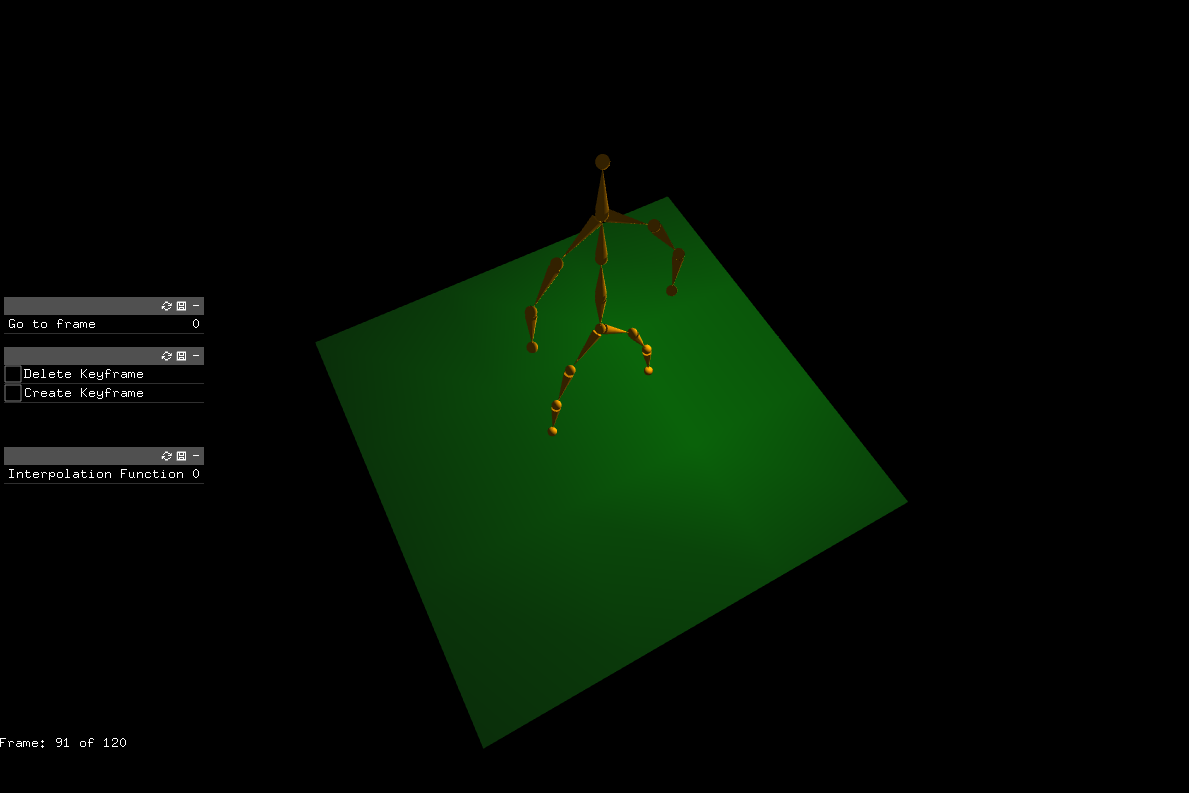 Go to frame 0
Delete Keyframe
Create Keyframe
Interpolation Function 0
Frame: 91 of 120